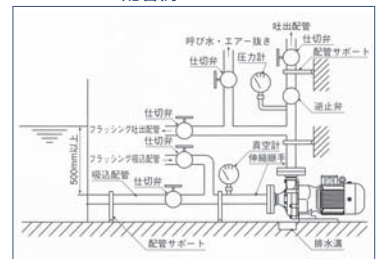 吐出配管
仕切弁
呼び水・エアー抜き
圧力計
配管サポート
仕切弁
逆止弁
仕切弁
フラッシング吐出配管
仕切弁
フラッシング吸込配管
真空計
伸縮継手
吸込配管
仕切弁
500mm以上
配管サポート
排水溝